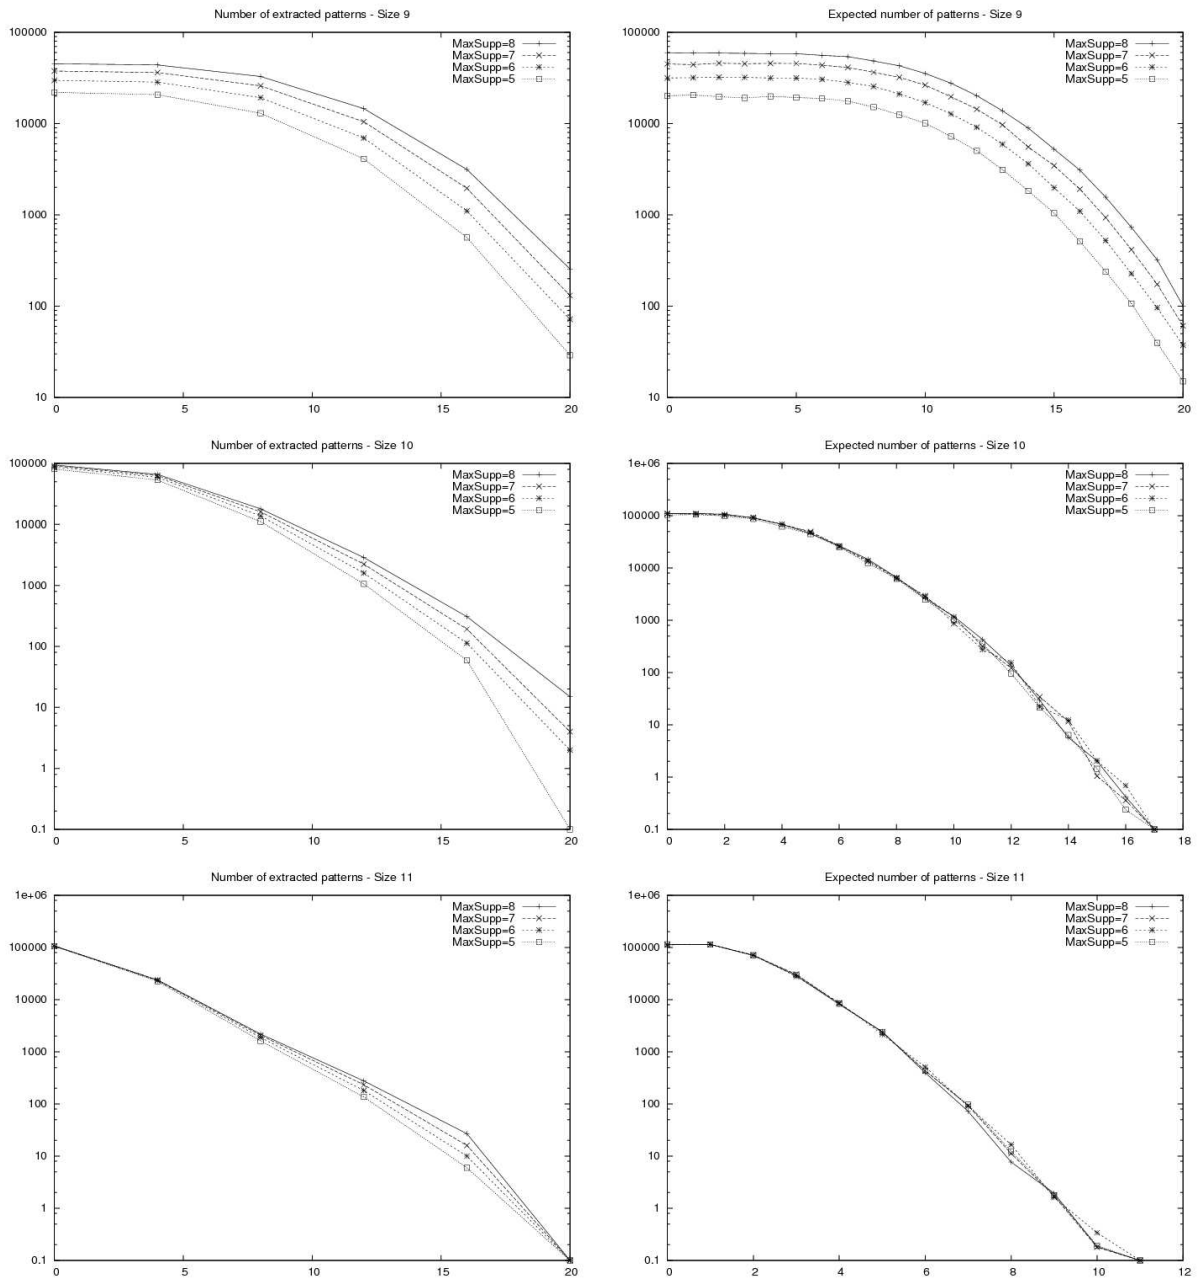 Number of extracted patterns - Size 9
100000
10000
1000
100
10
0 5 10 15 20
MaxSupp=8
MaxSupp=7
MaxSupp=6
MaxSupp=5
Expected number of patterns - Size 9
100000
10000
1000
100
10
0 5 10 15 20
MaxSupp=8
MaxSupp=7
MaxSupp=6
MaxSupp=5
Number of extracted patterns - Size 10
100000
10000
1000
100
10
1
0.1
0 5 10 15 20
MaxSupp=8
MaxSupp=7
MaxSupp=6
MaxSupp=5
Expected number of patterns - Size 10
1e+06
100000
10000
1000
100
10
1
0.1
0 2 4 6 8 10 12 14 16 18
MaxSupp=8
MaxSupp=7
MaxSupp=6
MaxSupp=5
Number of extracted patterns - Size 11
1e+06
100000
10000
1000
100
10
1
0.1
0 5 10 15 20
MaxSupp=8
MaxSupp=7
MaxSupp=6
MaxSupp=5
Expected number of patterns - Size 11
1e+06
100000
10000
1000
100
10
1
0.1
0 2 4 6 8 10 12
MaxSupp=8
MaxSupp=7
MaxSupp=6
MaxSupp=5